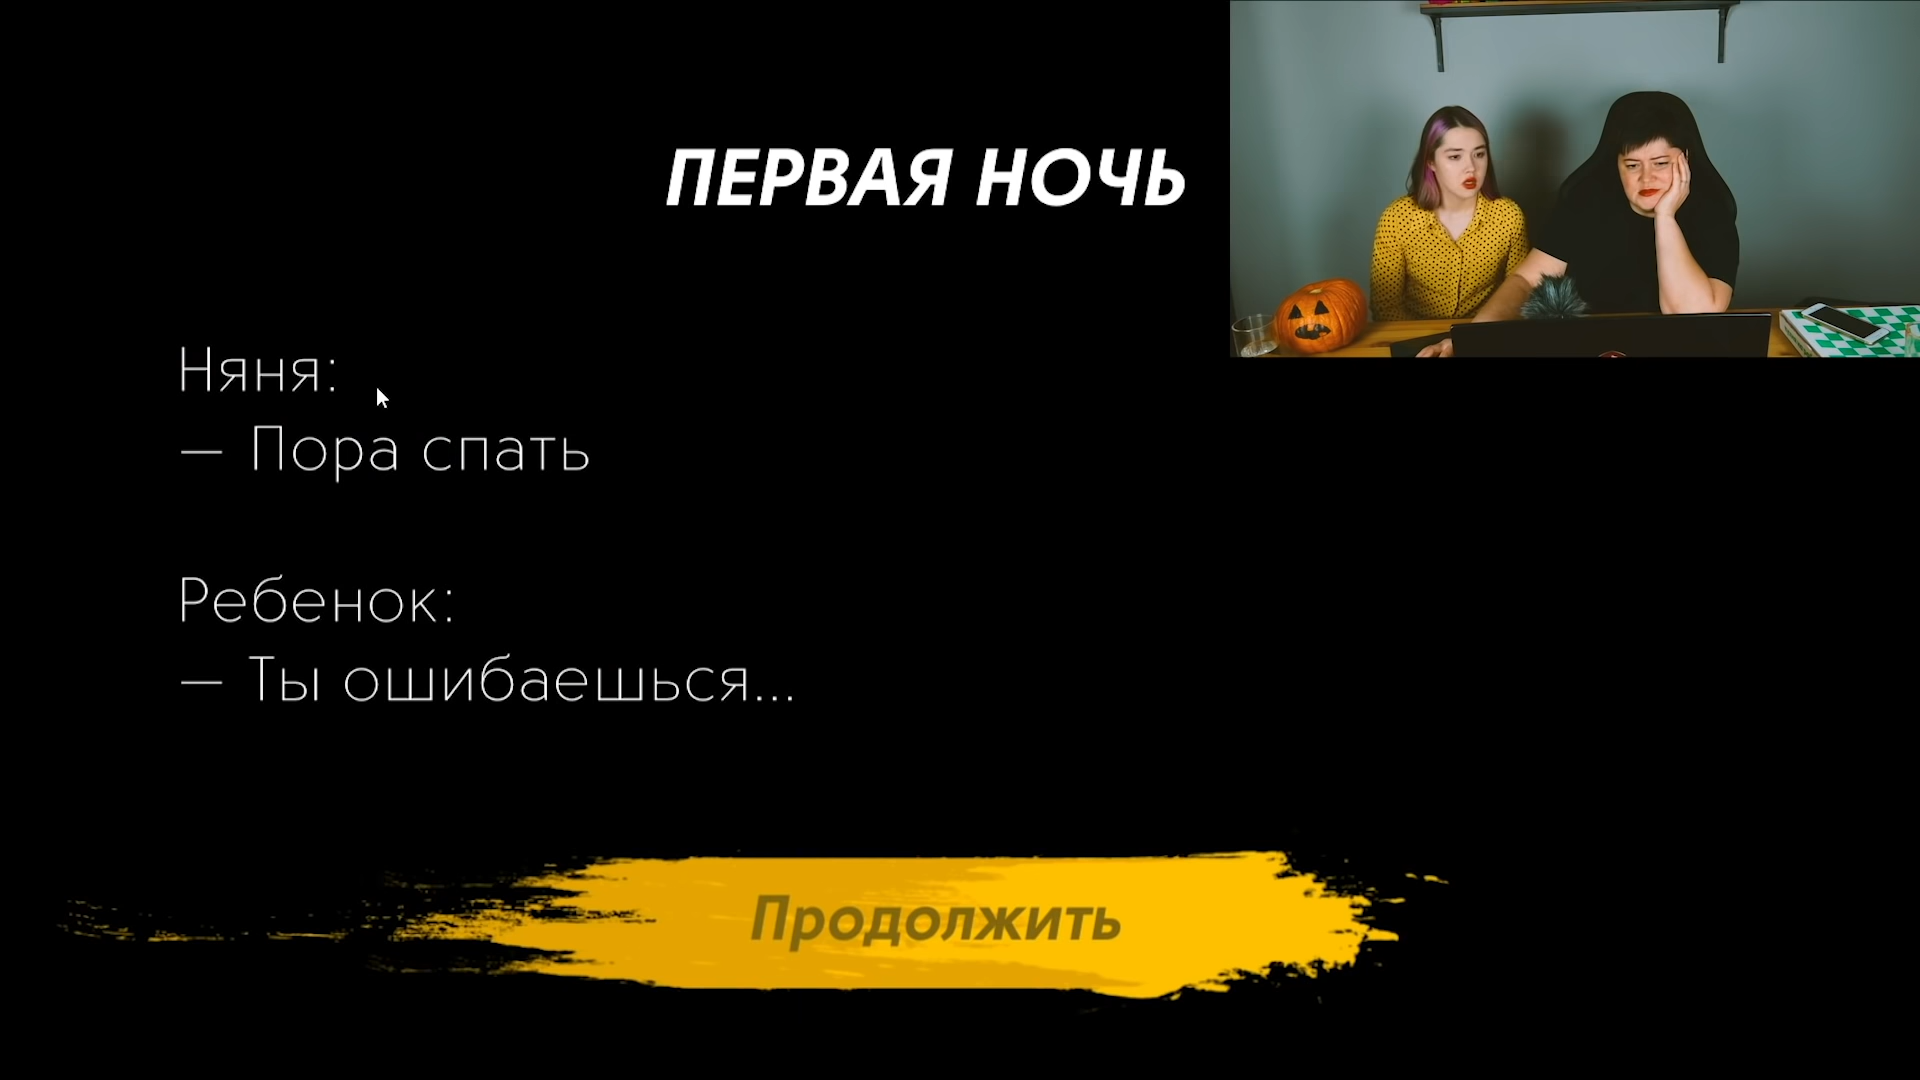 ПЕРВАЯ НОЧЬ
Няня:
— Пора спать
Ребенок:
— Ты ошибаешься...
Продолжить